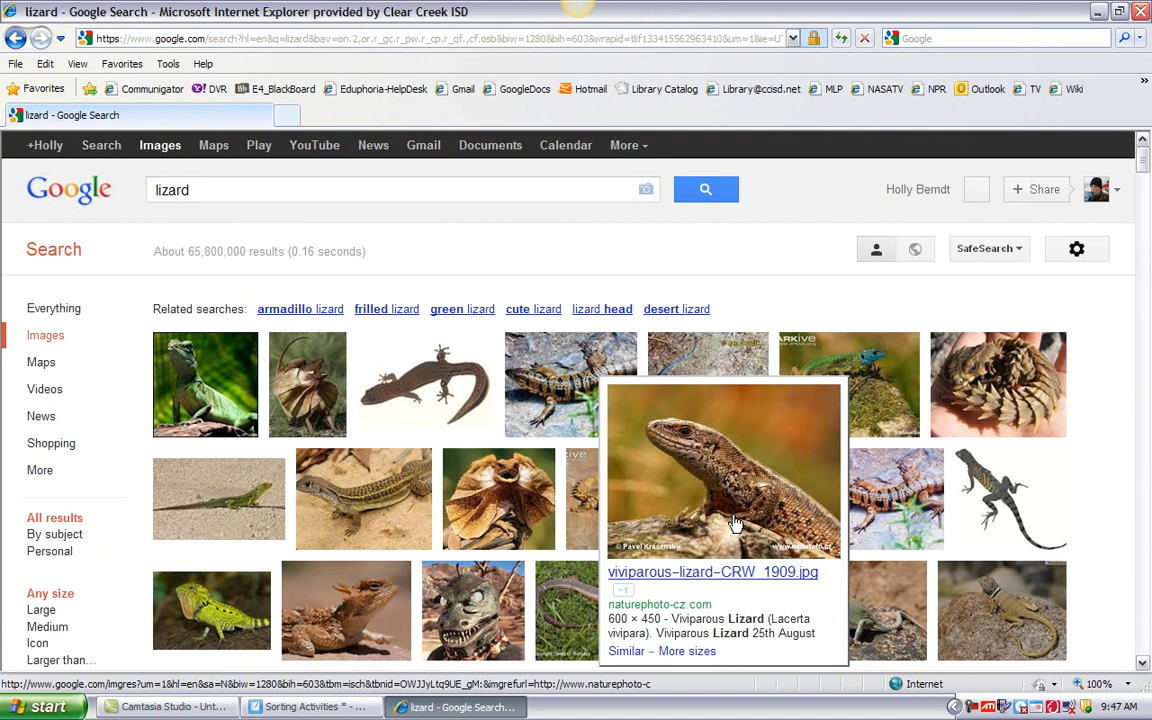 lizard - Google Search - Microsoft Internet Explorer provided by Clear Creek ISD
https://www.google.com/search?hl=en&q=lizard&bav=on.2,or.r_gc.r_pw.r_cp.r_qf.,cf.osb&biw=1280&bih=603&wrapid=tlif133415562963410&um=1&ie=UT
Google
File Edit View Favorites Tools Help
Favorites Communigator DVR E4_BlackBoard Eduphoria-HelpDesk Gmail GoogleDocs Hotmail Library Catalog Library@ccisd.net MLP NASATV NPR Outlook TV Wiki
lizard - Google Search
+Holly Search Images Maps Play YouTube News Gmail Documents Calendar More
Google lizard Holly Berndt + Share
Search About 65,800,000 results (0.16 seconds) SafeSearch
Everything
Images
Maps
Videos
News
Shopping
More
All results
By subject
Personal
Any size
Large
Medium
Icon
Larger than...
Related searches: armadillo lizard frilled lizard green lizard cute lizard lizard head desert lizard
ARKIVE
© Pavel Krasensky www.naturfoto.cz
viviparous-lizard-CRW_1909.jpg
+1
naturephoto-cz.com
600 × 450 - Viviparous Lizard (Lacerta
vivipara). Viviparous Lizard 25th August
Similar - More sizes
http://www.google.com/imgres?um=1&hl=en&sa=N&biw=1280&bih=603&tbm=isch&tbnid=OWJJyLtq9UE_gM:&imgrefurl=http://www.naturephoto-c
Internet 100%
start Camtasia Studio - Unt... Sorting Activities * - ... lizard - Google Search... ATI 9:47 AM